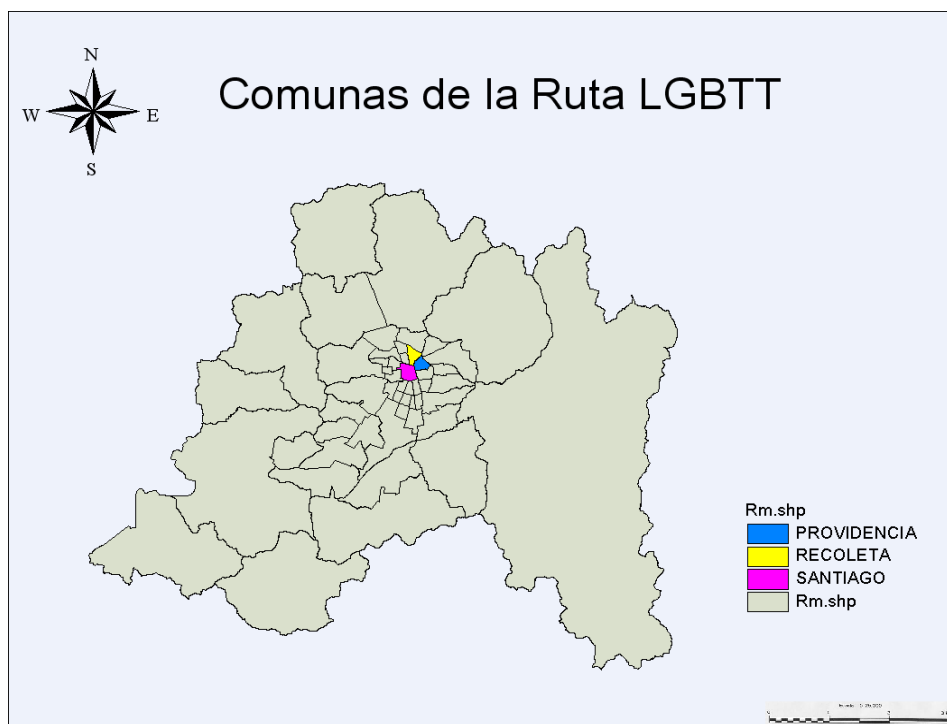 N
Comunas de la Ruta LGBTT
W E
S
Rm.shp
PROVIDENCIA
RECOLETA
SANTIAGO
Rm.shp